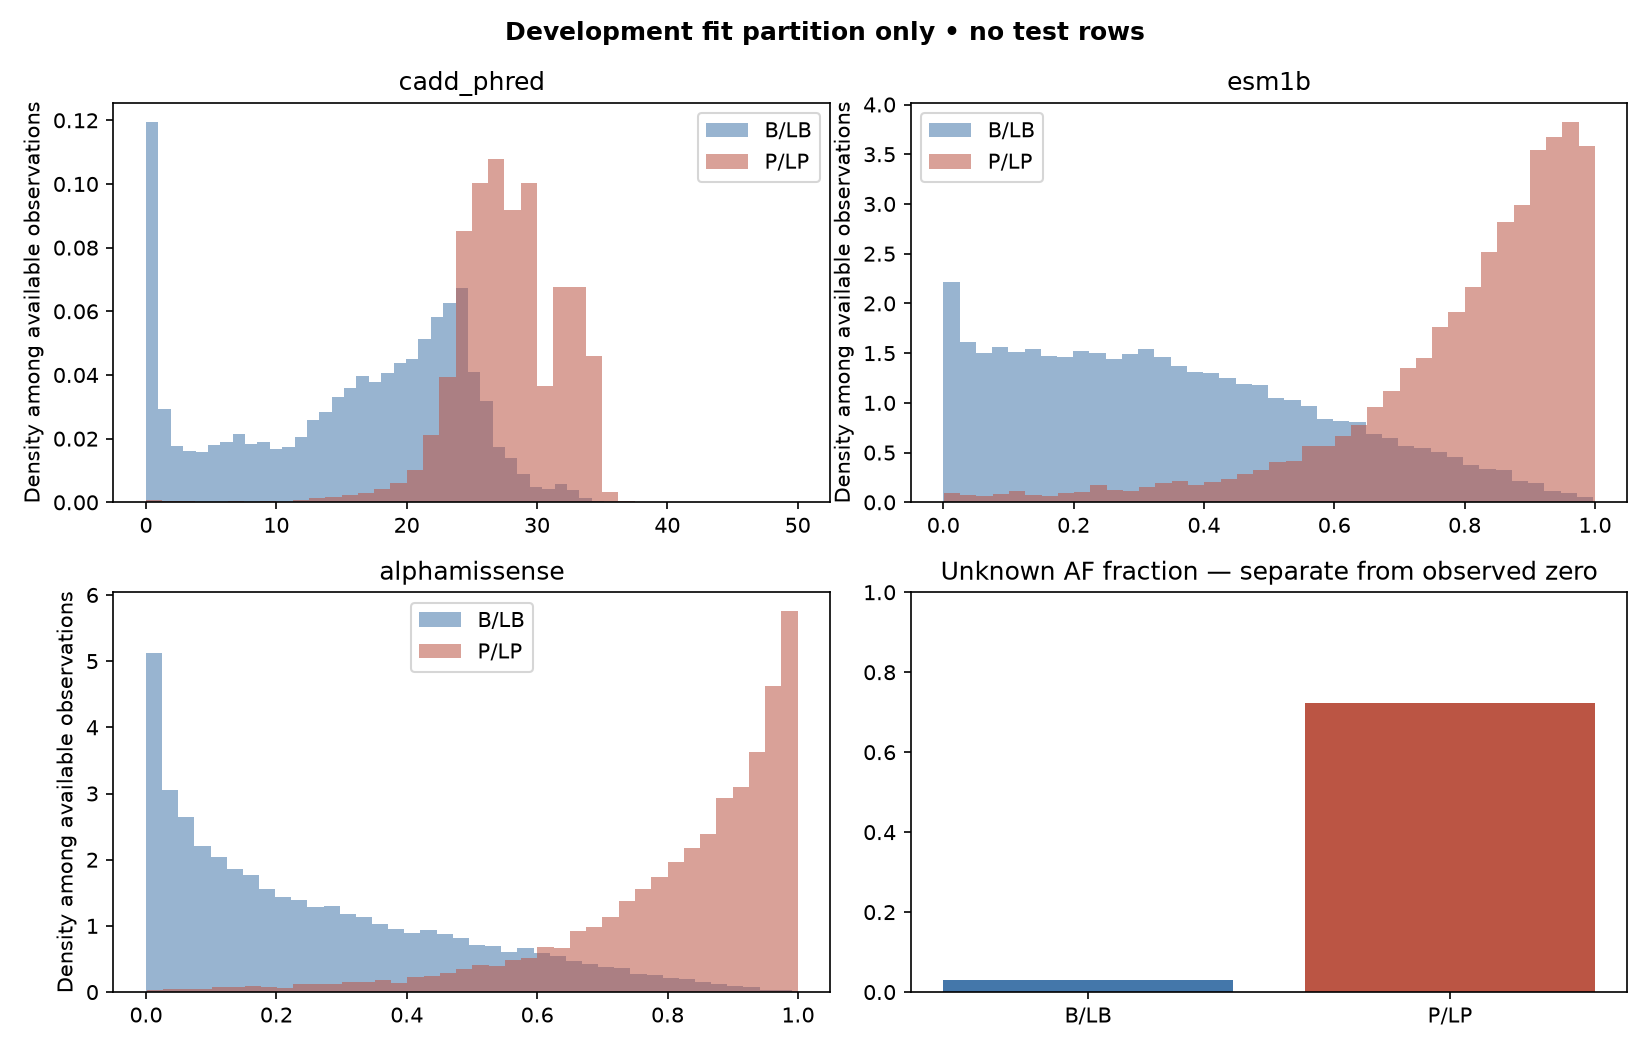 Development fit partition only • no test rows
cadd_phred
Density among available observations
0.12
0.10
0.08
0.06
0.04
0.02
0.00
0 10 20 30 40 50
B/LB
P/LP
esm1b
Density among available observations
4.0
3.5
3.0
2.5
2.0
1.5
1.0
0.5
0.0
0.0 0.2 0.4 0.6 0.8 1.0
B/LB
P/LP
alphamissense
Density among available observations
6
5
4
3
2
1
0
0.0 0.2 0.4 0.6 0.8 1.0
B/LB
P/LP
Unknown AF fraction — separate from observed zero
1.0
0.8
0.6
0.4
0.2
0.0
B/LB P/LP